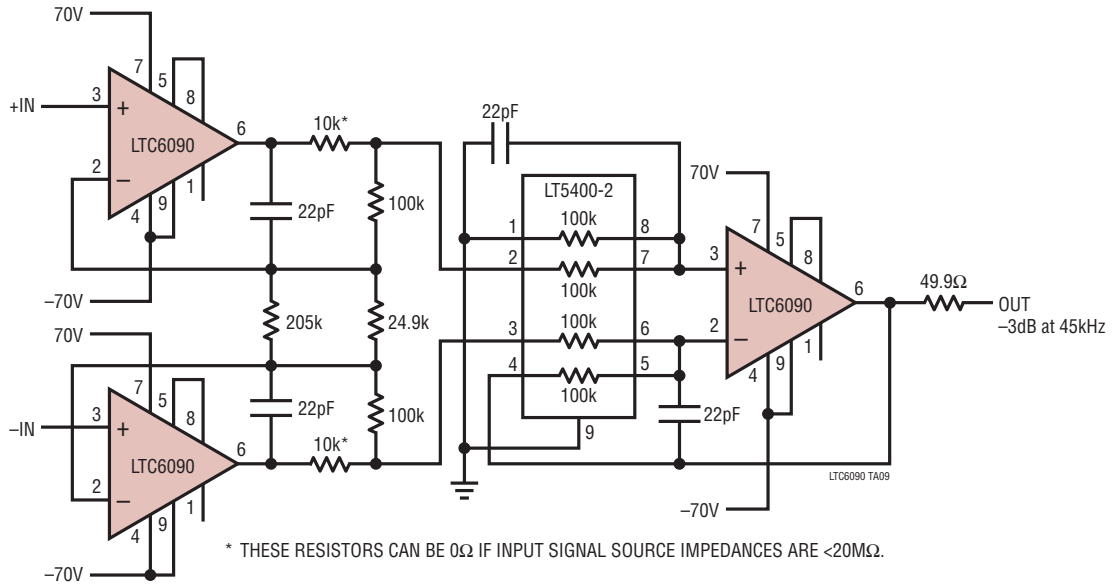 70V
7
5
8
+IN
3
+
LTC6090
6
2
–
1
4
9
–70V
10k*
22pF
100k
205k
24.9k
70V
7
5
8
–IN
3
+
LTC6090
6
2
–
1
4
9
–70V
22pF
10k*
100k
22pF
LT5400-2
1
100k
8
2
100k
7
3
100k
6
4
100k
5
9
22pF
70V
7
5
8
3
+
LTC6090
6
2
–
1
4
9
–70V
49.9Ω
OUT
–3dB at 45kHz
LTC6090 TA09
* THESE RESISTORS CAN BE 0Ω IF INPUT SIGNAL SOURCE IMPEDANCES ARE <20MΩ.